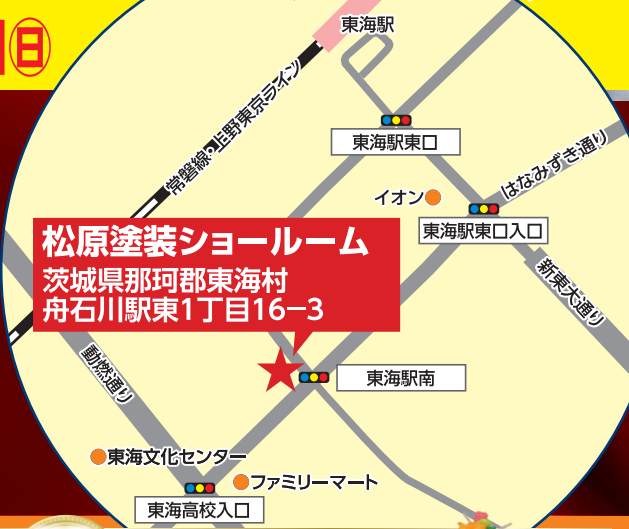 日
東海駅
常磐線・上野東京ライン
東海駅東口
はなみずき通り
イオン
東海駅東口入口
松原塗装ショールーム
茨城県那珂郡東海村
舟石川駅東1丁目16−3
新東大通り
動燃通り
東海駅南
東海文化センター
ファミリーマート
東海高校入口